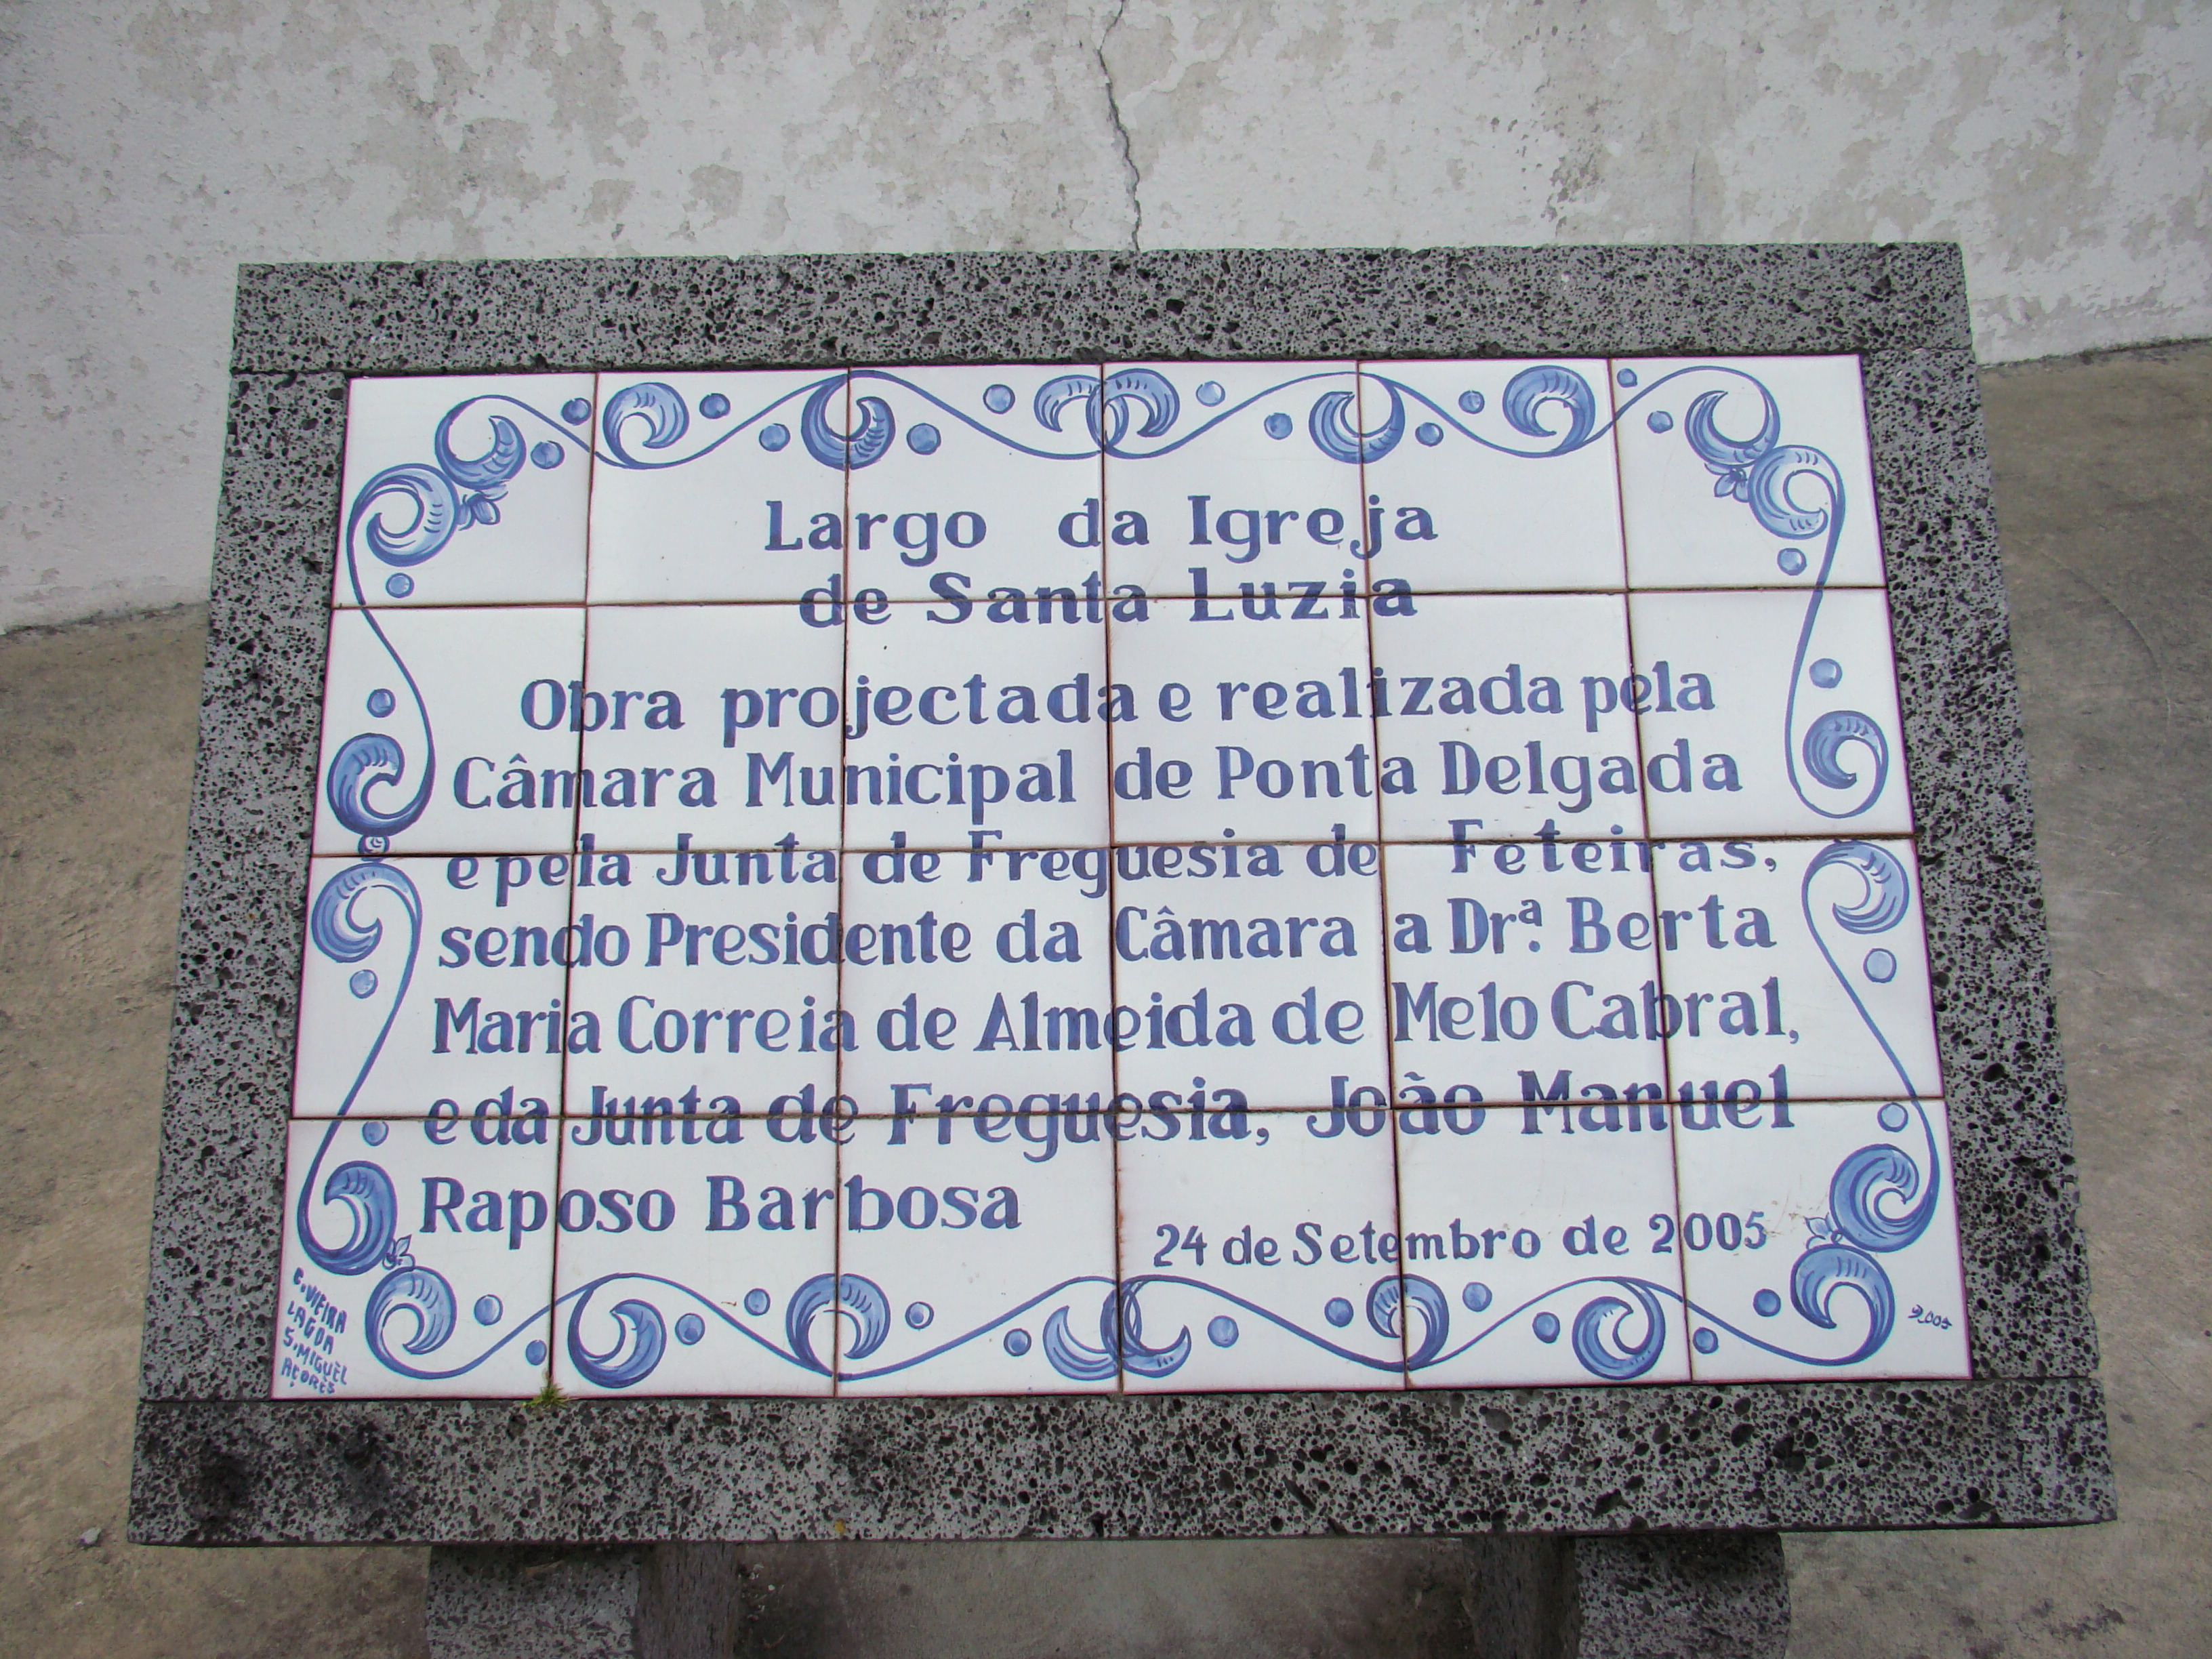 Largo da Igreja
de Santa Luzia
Obra projectada e realizada pela
Câmara Municipal de Ponta Delgada
e pela Junta de Freguesia de Feteiras,
sendo Presidente da Câmara a Drª. Berta
Maria Correia de Almeida de Melo Cabral,
e da Junta de Freguesia, João Manuel
Raposo Barbosa
24 de Setembro de 2005
C. VIEIRA
LAGOA
S. MIGUEL
AÇORES
2005